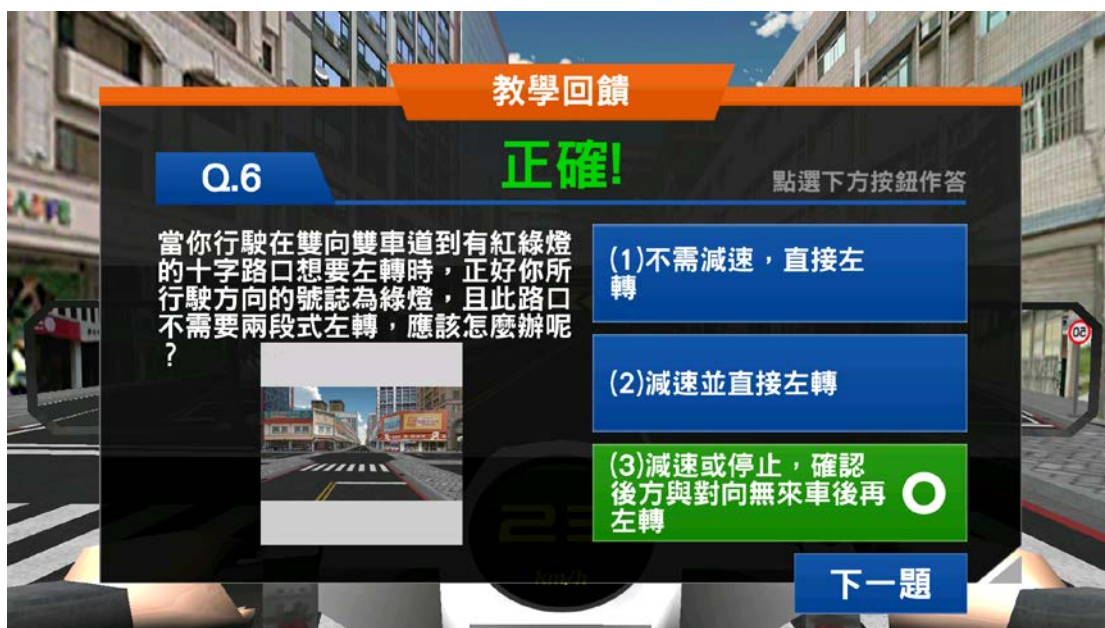 教學回饋
Q.6
正確!
點選下方按鈕作答
當你行駛在雙向雙車道到有紅綠燈
的十字路口想要左轉時，正好你所
行駛方向的號誌為綠燈，且此路口
不需要兩段式左轉，應該怎麼辦呢
?
(1)不需減速，直接左
轉
(2)減速並直接左轉
(3)減速或停止，確認
後方與對向無來車後再
左轉
23
km/h
下一題